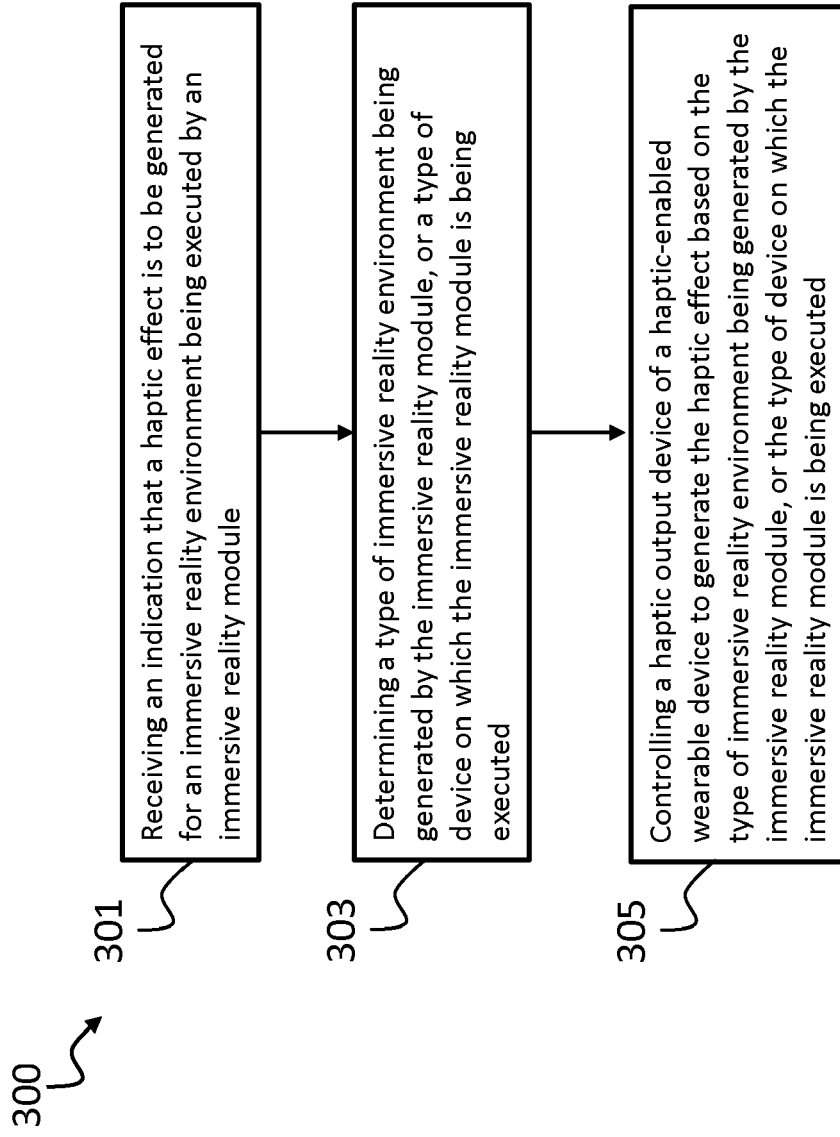 300
301
Receiving an indication that a haptic effect is to be generated
for an immersive reality environment being executed by an
immersive reality module
303
Determining a type of immersive reality environment being
generated by the immersive reality module, or a type of
device on which the immersive reality module is being
executed
305
Controlling a haptic output device of a haptic-enabled
wearable device to generate the haptic effect based on the
type of immersive reality environment being generated by the
immersive reality module, or the type of device on which the
immersive reality module is being executed